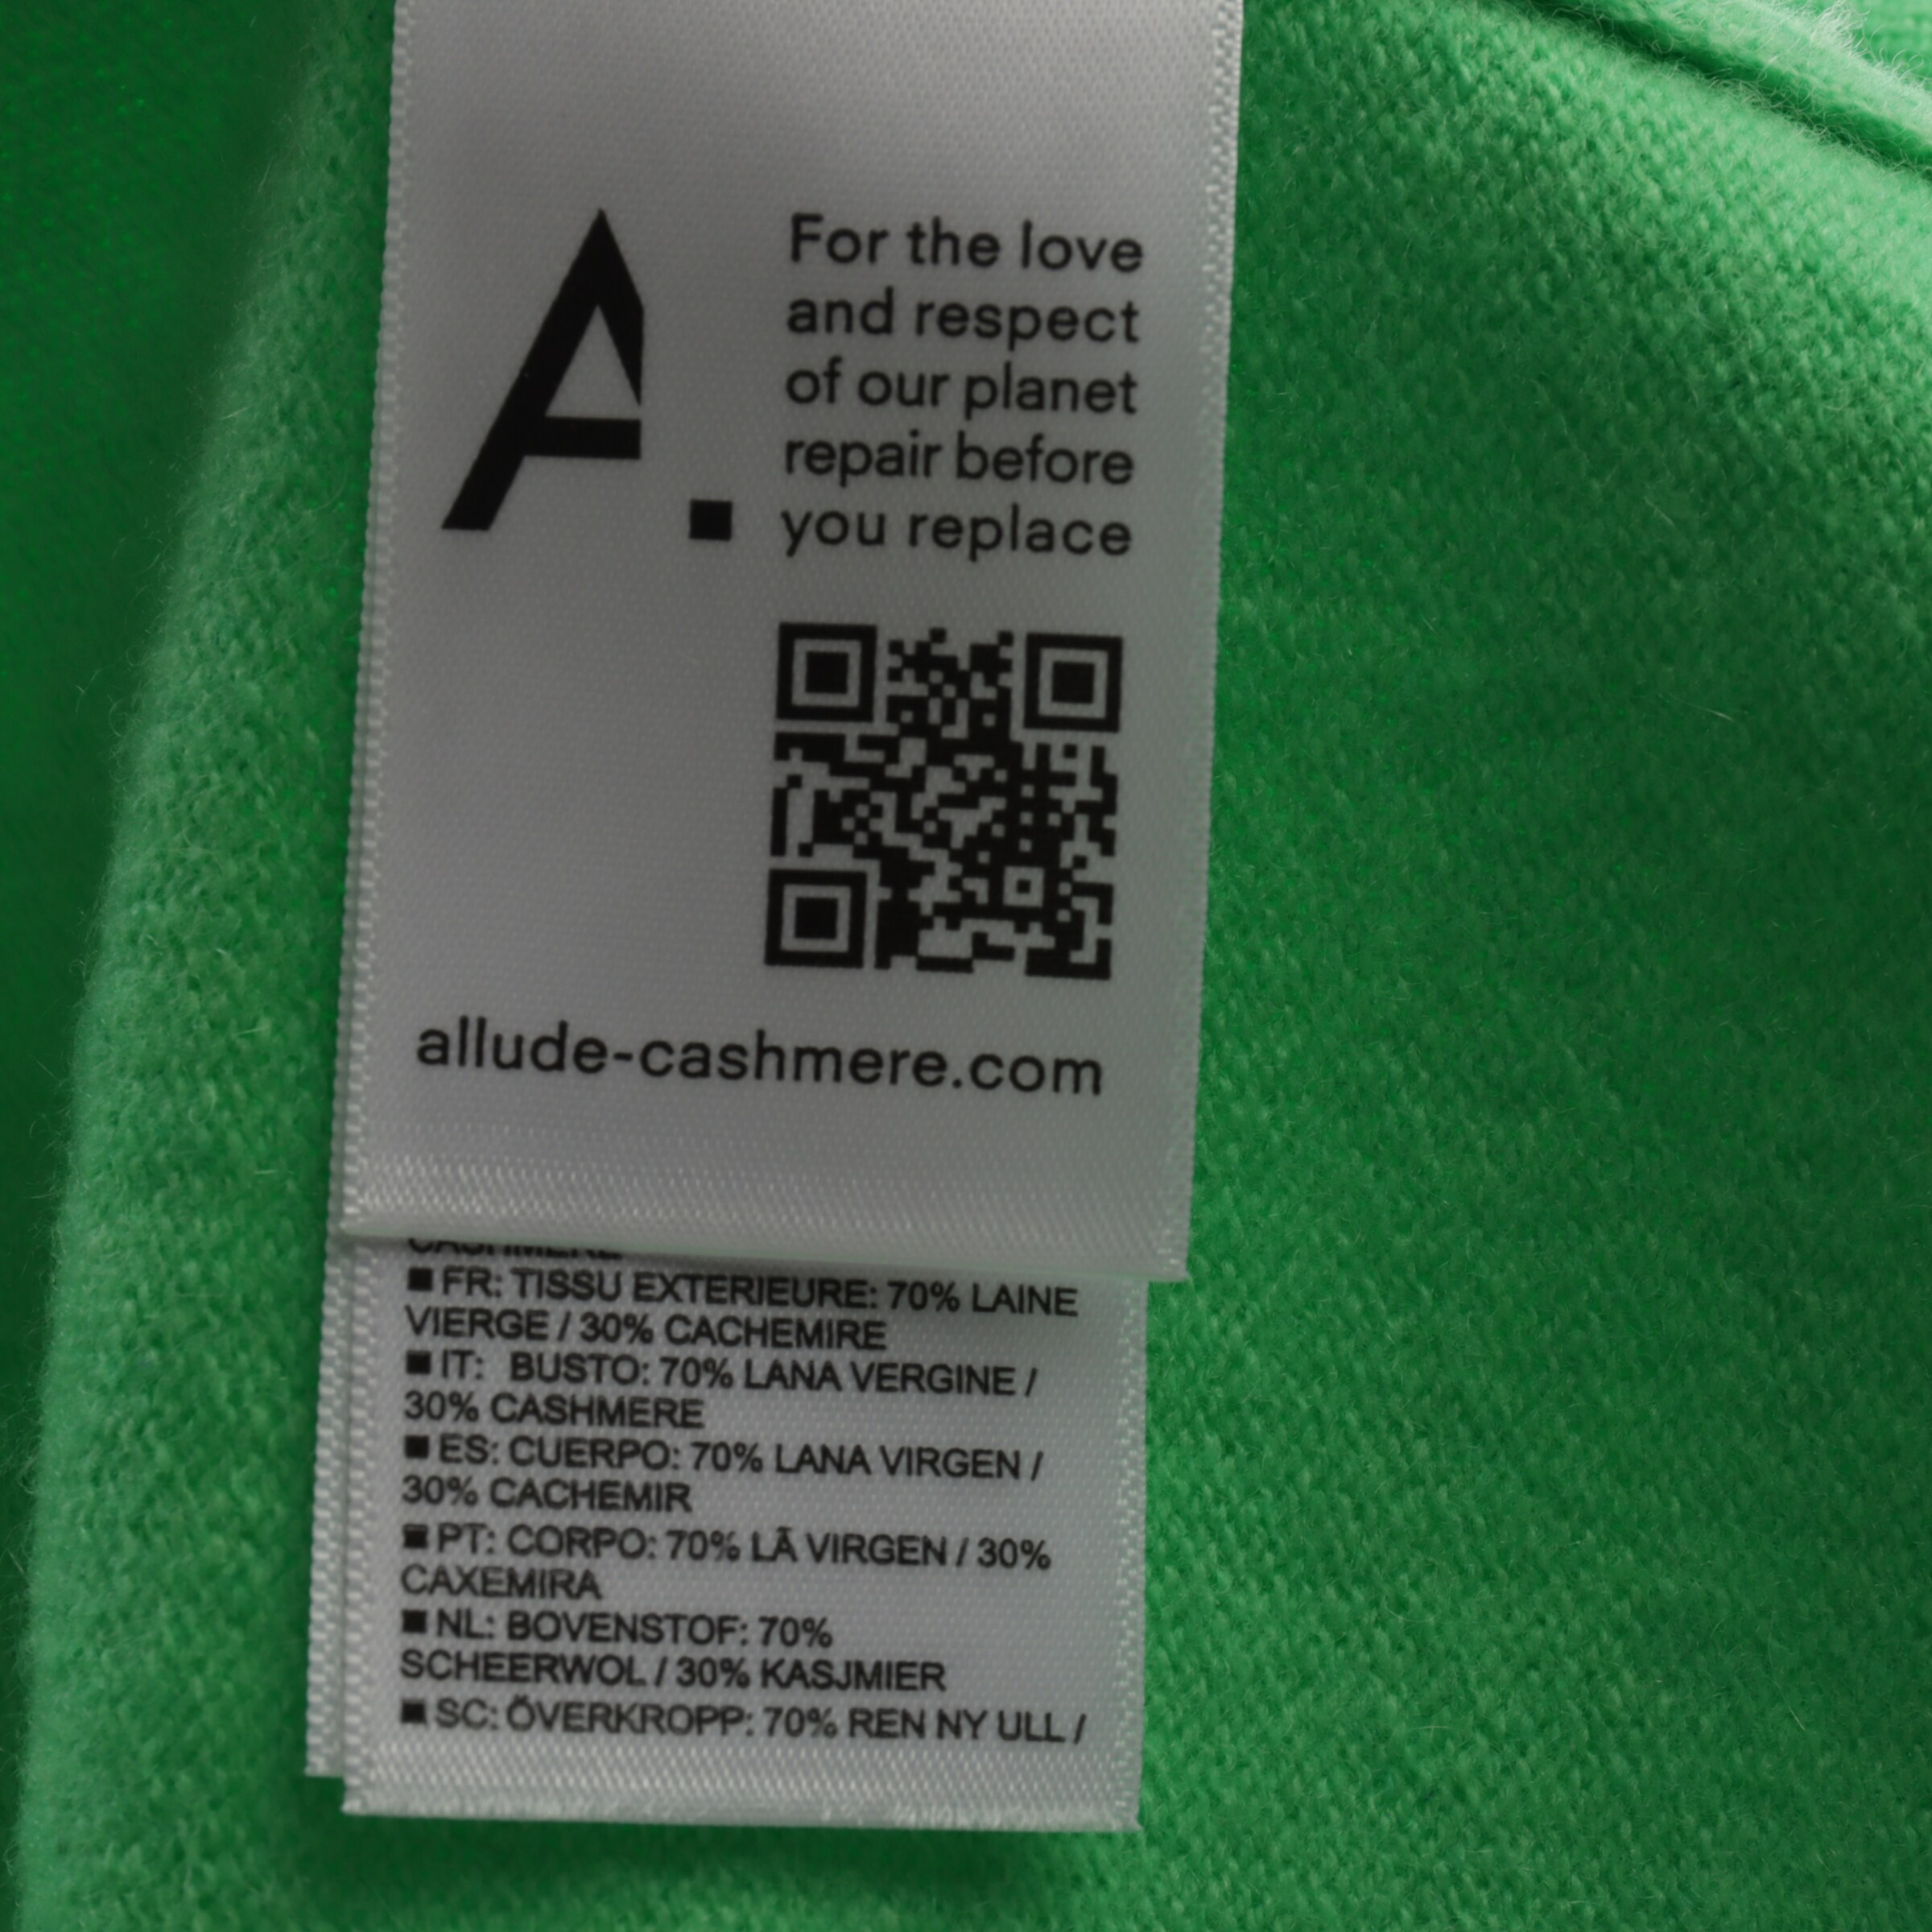 A.
For the love
and respect
of our planet
repair before
you replace
allude-cashmere.com
CASHMERE
■ FR: TISSU EXTERIEURE: 70% LAINE
VIERGE / 30% CACHEMIRE
■ IT: BUSTO: 70% LANA VERGINE /
30% CASHMERE
■ ES: CUERPO: 70% LANA VIRGEN /
30% CACHEMIR
■ PT: CORPO: 70% LÃ VIRGEN / 30%
CAXEMIRA
■ NL: BOVENSTOF: 70%
SCHEERWOL / 30% KASJMIER
■ SC: ÖVERKROPP: 70% REN NY ULL /